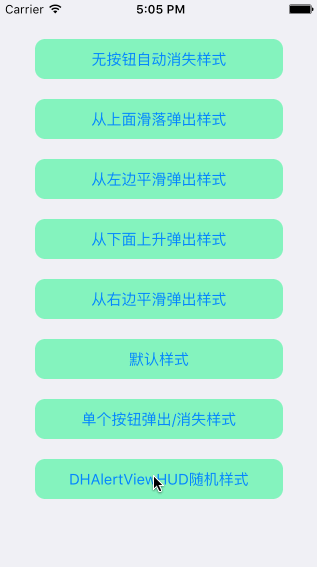 Carrier 5:05 PM
无按钮自动消失样式
从上面滑落弹出样式
从左边平滑弹出样式
从下面上升弹出样式
从右边平滑弹出样式
默认样式
单个按钮弹出/消失样式
DHAlertViewHUD随机样式